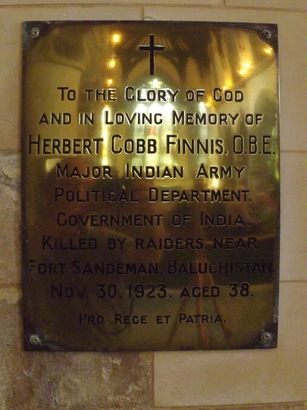 To the Glory of God
and in Loving Memory of
Herbert Cobb Finnis, O.B.E.
Major Indian Army
Political Department.
Government of India
Killed by raiders near
Fort Sandeman, Baluchistan.
Nov. 30. 1923. aged 38.
Pro Rege et Patria.